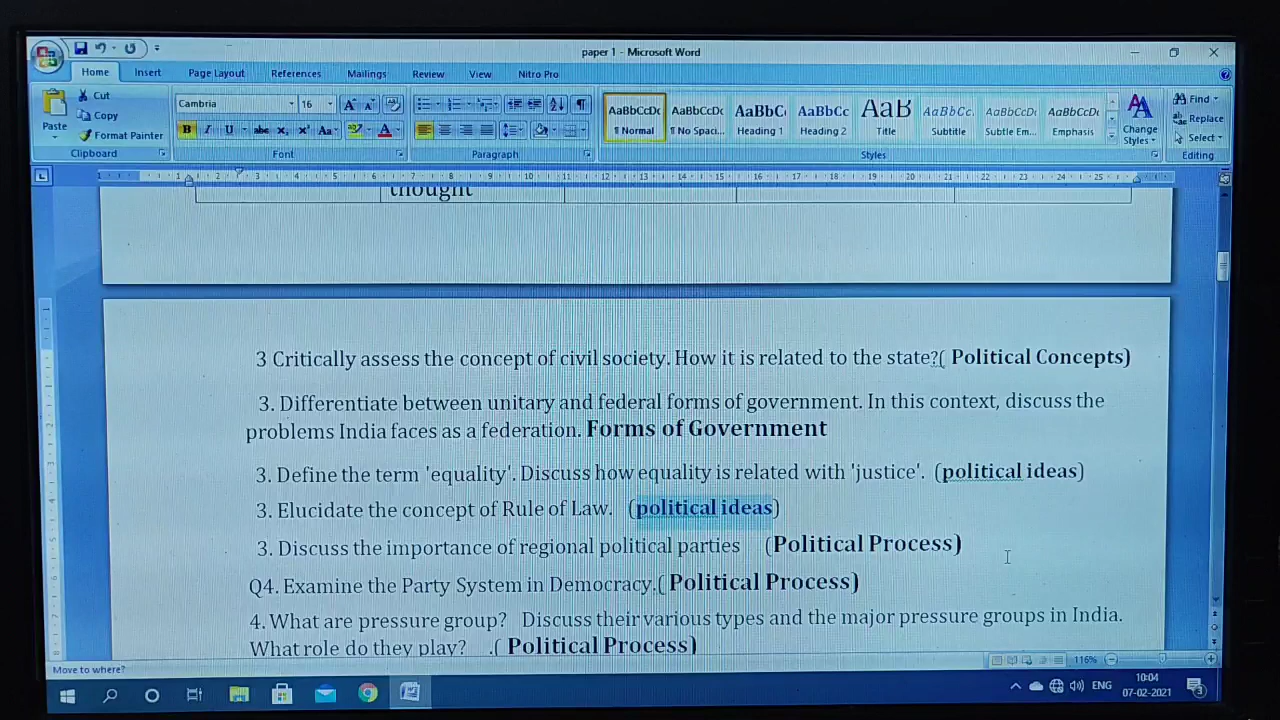 paper 1 - Microsoft Word
Home Insert Page Layout References Mailings Review View Nitro Pro
Paste
Cut
Copy
Format Painter
Clipboard
Cambria 16
Font
Paragraph
AaBbCcDc AaBbCcDc AaBbC AaBbCc AaB AaBbCc. AaBbCcDc AaBbCcDc
¶ Normal ¶ No Spaci... Heading 1 Heading 2 Title Subtitle Subtle Em... Emphasis
Styles
Change Styles
Find
Replace
Select
Editing
thought
3 Critically assess the concept of civil society. How it is related to the state?( Political Concepts)
3. Differentiate between unitary and federal forms of government. In this context, discuss the
problems India faces as a federation. Forms of Government
3. Define the term 'equality'. Discuss how equality is related with 'justice'. (political ideas)
3. Elucidate the concept of Rule of Law. (political ideas)
3. Discuss the importance of regional political parties (Political Process)
Q4. Examine the Party System in Democracy.( Political Process)
4. What are pressure group? Discuss their various types and the major pressure groups in India.
What role do they play? .( Political Process)
Move to where?
116%
ENG
10:04
07-02-2021
3